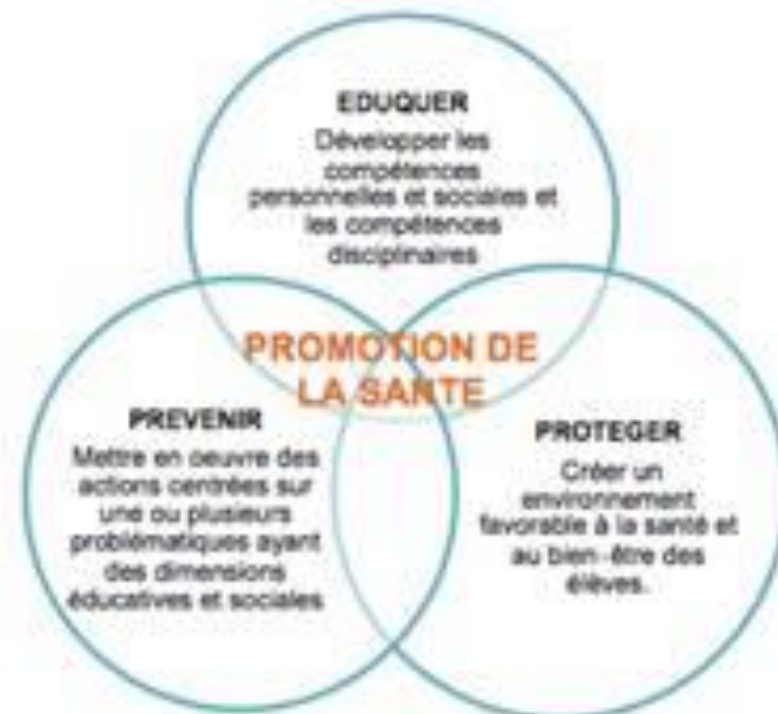 EDUQUER
Développer les
compétences
personnelles et sociales et
les compétences
disciplinaires
PROMOTION DE
LA SANTE
PREVENIR
Mettre en oeuvre des
actions centrées sur
une ou plusieurs
problématiques ayant
des dimensions
éducatives et sociales
PROTEGER
Créer un
environnement
favorable à la santé et
au bien-être des
élèves.